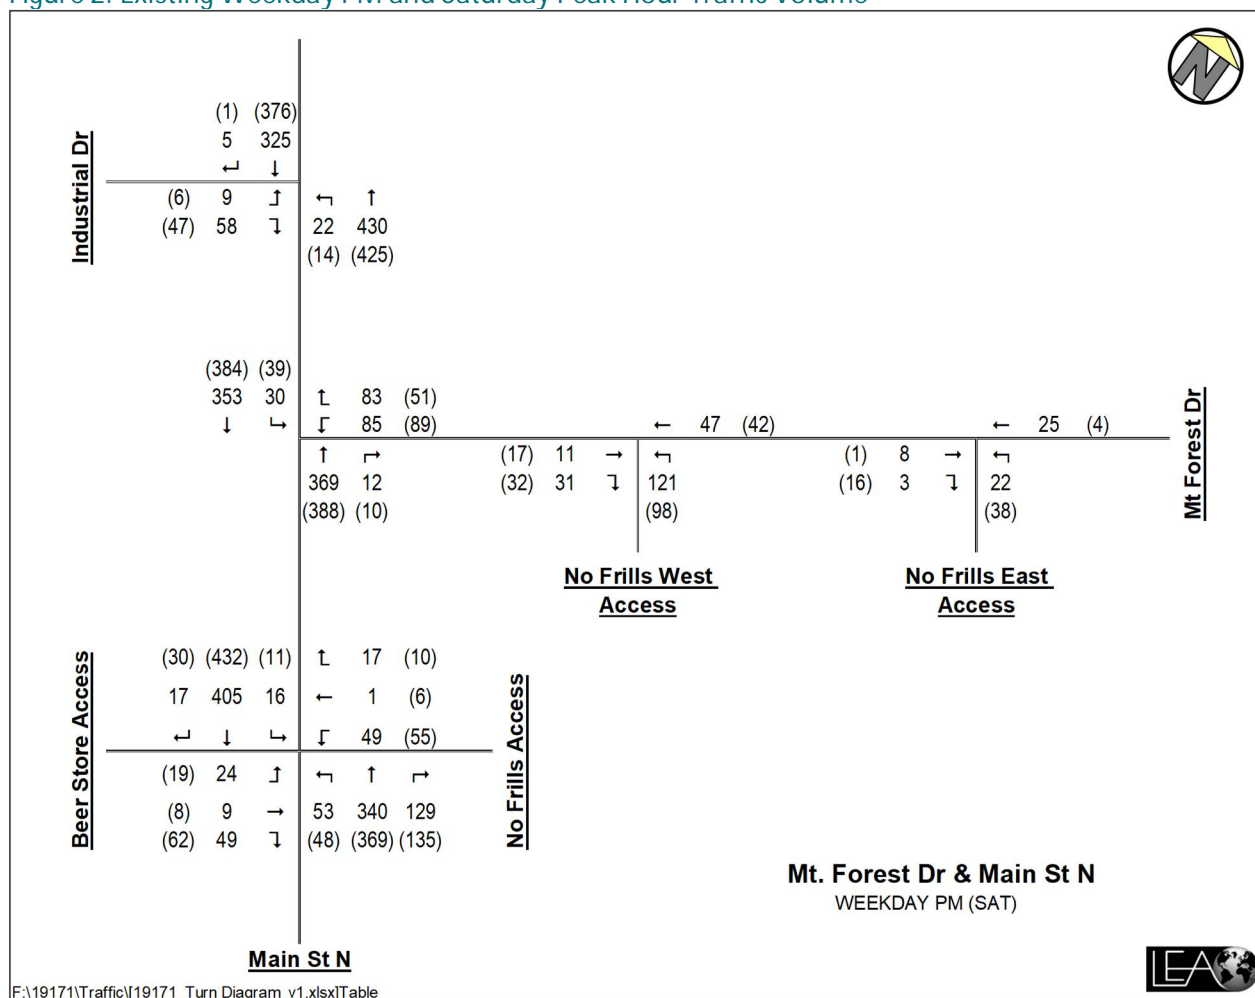 Figure 2: Existing Weekday PM and Saturday Peak Hour Traffic Volume
N
Industrial Dr
(1) (376)
5 325
↵ ↓
(6) 9 ↥ ↰ ↑
(47) 58 ↴ 22 430
(14) (425)
(384) (39)
353 30 ↥ 83 (51)
↓ ↳ ↧ 85 (89) ← 47 (42) ← 25 (4)
↑ ↱ (17) 11 → ↰ (1) 8 → ↰
369 12 (32) 31 ↴ 121 (16) 3 ↴ 22
(388) (10) (98) (38)
Mt Forest Dr
No Frills West
Access
No Frills East
Access
Beer Store Access
(30) (432) (11) ↥ 17 (10)
17 405 16 ← 1 (6)
↵ ↓ ↳ ↧ 49 (55)
(19) 24 ↥ ↰ ↑ ↱
(8) 9 → 53 340 129
(62) 49 ↴ (48) (369) (135)
No Frills Access
Mt. Forest Dr & Main St N
WEEKDAY PM (SAT)
Main St N
LEA
F:\19171\Traffic\[19171_Turn Diagram_v1.xlsx]Table